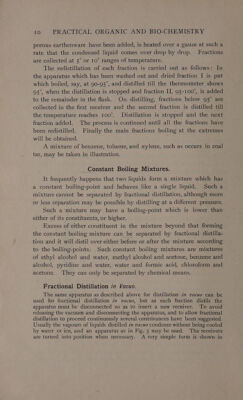 10 PRACTICAL ORGANIC AND BIO-CHEMISTRY
porous earthenware have been added, is heated over a gauze at such a
rate that the condensed liquid comes over drop by drop. Fractions
are collected at 5° or 10° ranges of temperature.
The redistillation of each fraction is carried out as follows: In
the apparatus which has been washed out and dried fraction I is put
which boiled, say, at 90-95°, and distilled till the thermometer shows
95°, when the distillation is stopped and fraction II, 95-100°, is added
to the remainder in the flask. On distilling, fractions below 95° are
collected in the first receiver and the second fraction is distilled till
the temperature reaches 100°. Distillation is stopped and the next
fraction added. The process is continued until all the fractions have
been redistilled. Finally the main fractions boiling at the extremes
will be obtained.
A mixture of benzene, toluene, and xylene, such as occurs in coal
tar, may be taken in illustration.
Constant Boiling Mixtures.
It frequently happens that two liquids form a mixture which has
a constant boiling-point and behaves like a single liquid. Such a
mixture cannot be separated by fractional distillation, although more
or less separation may be possible by distilling at a different pressure.
Such a mixture may have a boiling-point which is lower than
either of its constituents, or higher.
Excess of either constituent in the mixture beyond that forming
the constant boiling mixture can be separated by fractional distilla-
tion and it will distil over either before or after the mixture according
to the boiling-points. Such constant boiling mixtures are mixtures
of ethyl alcohol and water, methyl alcohol and acetone, benzene and
alcohol, pyridine and water, water and formic acid, chloroform and
acetone. They can only be separated by chemical means.
Fractional Distillation in Vacuo.
The same apparatus as described above for distillation in vacuo can be
used for fractional distillation in vacuo, but as each fraction distils the
apparatus must be disconnected so as to insert a new receiver. To avoid
releasing the vacuum and disconnecting the apparatus, and to allow fractional
distillation to proceed continuously several contrivances have been suggested.
Usually the vapours of liquids distilled in vacuo condense without being cooled
by water or ice, and an apparatus as in Fig. 5 may be used. The receivers
are turned into position when necessary. A very simple form is shown in